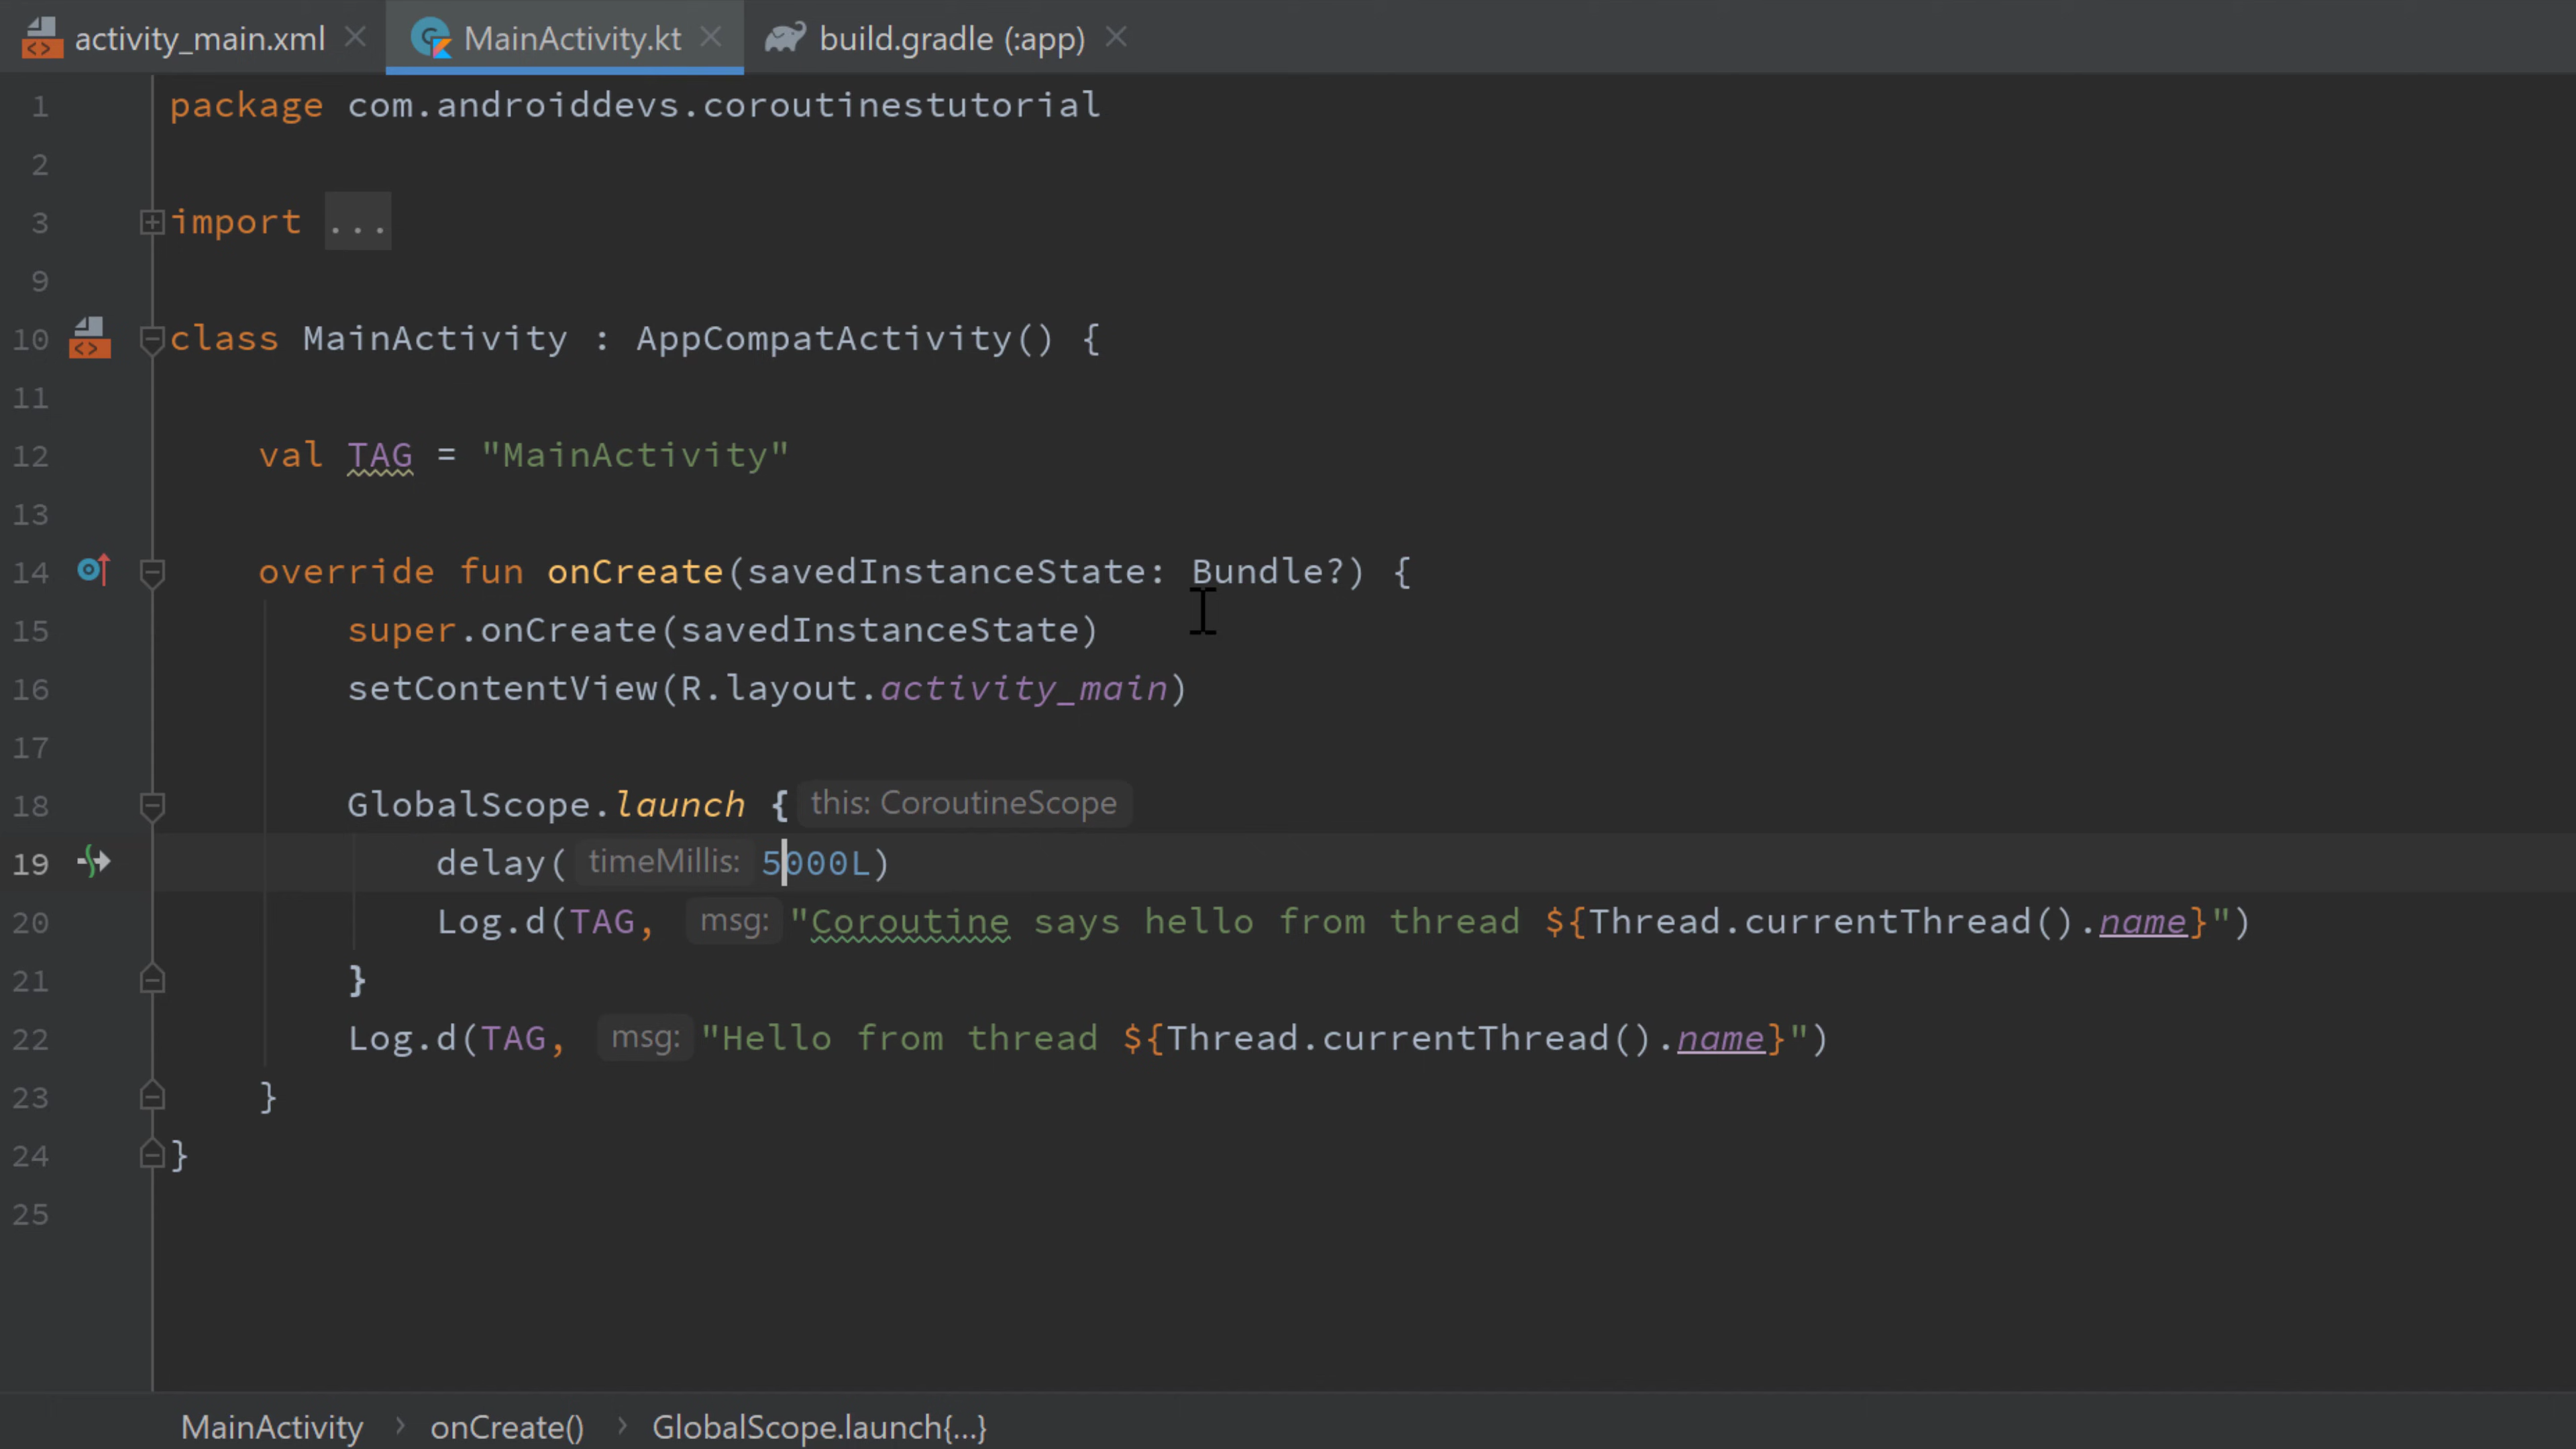 activity_main.xml MainActivity.kt build.gradle (:app)
1 package com.androiddevs.coroutinestutorial
2
3 import ...
9
10 class MainActivity : AppCompatActivity() {
11
12 val TAG = "MainActivity"
13
14 override fun onCreate(savedInstanceState: Bundle?) {
15 super.onCreate(savedInstanceState)
16 setContentView(R.layout.activity_main)
17
18 GlobalScope.launch { this: CoroutineScope
19 delay( timeMillis: 5000L)
20 Log.d(TAG, msg: "Coroutine says hello from thread ${Thread.currentThread().name}")
21 }
22 Log.d(TAG, msg: "Hello from thread ${Thread.currentThread().name}")
23 }
24 }
25
MainActivity › onCreate() › GlobalScope.launch{...}